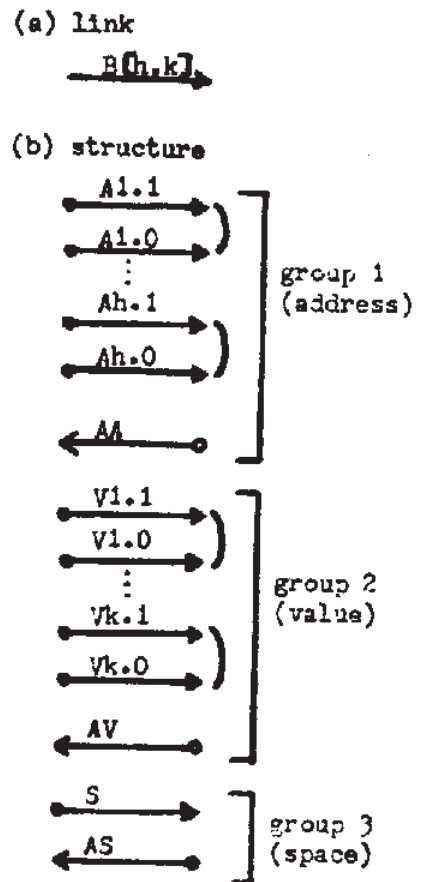 (a) link
B[h,k]
(b) structure
A1.1
A1.0
⋮
Ah.1
Ah.0
AA
group 1
(address)
V1.1
V1.0
⋮
Vk.1
Vk.0
AV
group 2
(value)
S
AS
group 3
(space)